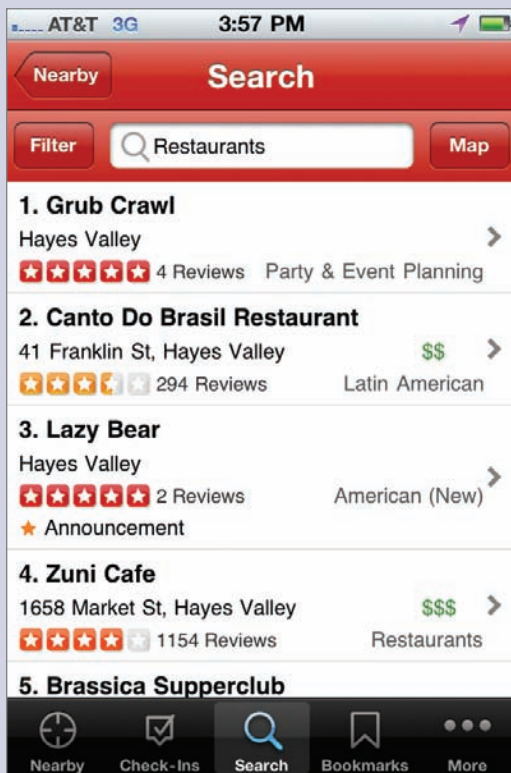 AT&T 3G 3:57 PM
Nearby Search
Filter Restaurants Map
1. Grub Crawl
Hayes Valley
4 Reviews Party & Event Planning
2. Canto Do Brasil Restaurant
41 Franklin St, Hayes Valley $$
294 Reviews Latin American
3. Lazy Bear
Hayes Valley
2 Reviews American (New)
Announcement
4. Zuni Cafe
1658 Market St, Hayes Valley $$$
1154 Reviews Restaurants
5. Brassica Supperclub
Nearby Check-Ins Search Bookmarks More